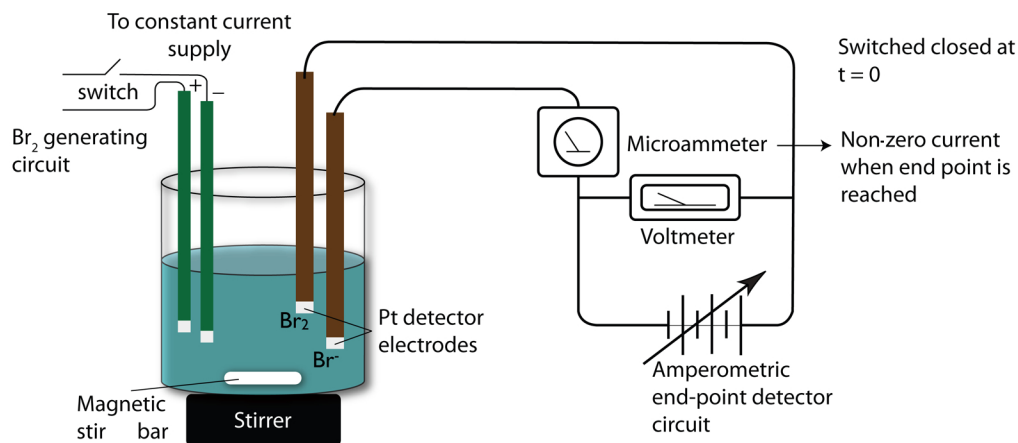 To constant current
supply
switch
+
–
Br2 generating
circuit
Br2
Br-
Pt detector
electrodes
Magnetic
stir bar
Stirrer
Microammeter
Voltmeter
Amperometric
end-point detector
circuit
Switched closed at
t = 0
Non-zero current
when end point is
reached